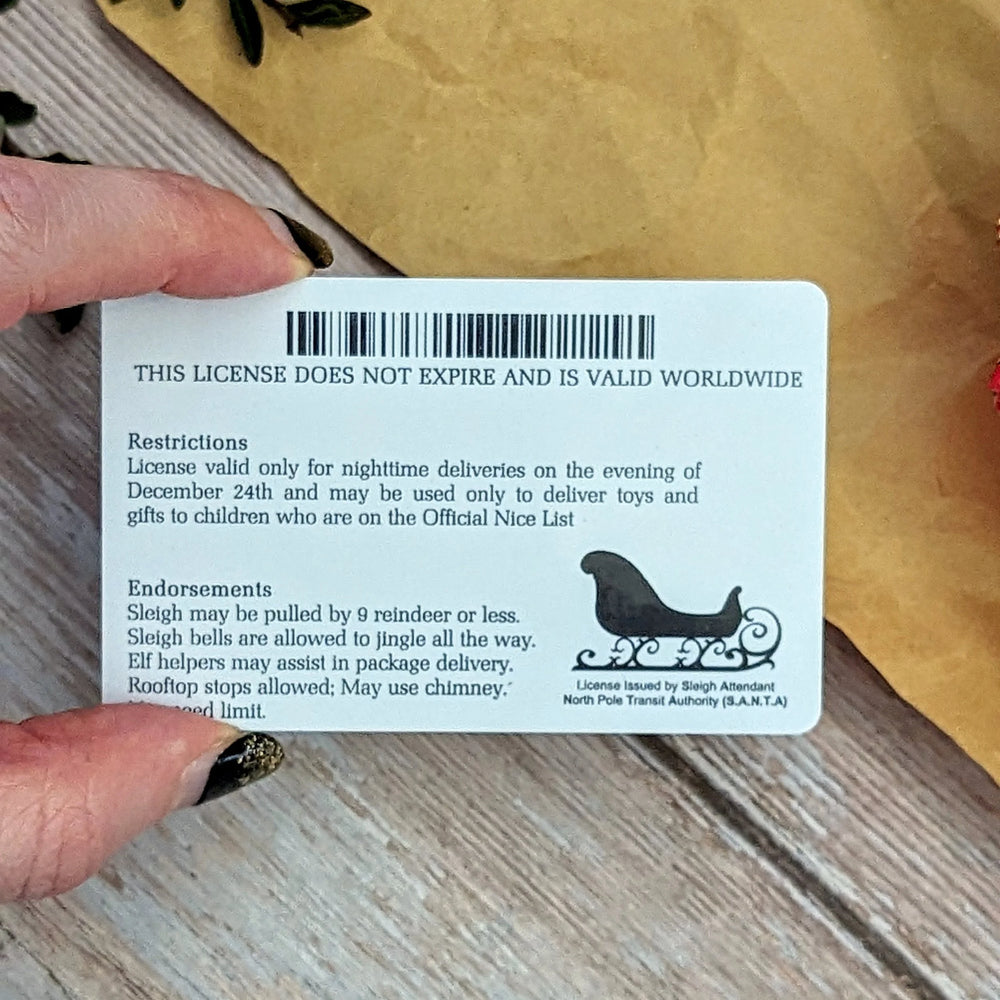 THIS LICENSE DOES NOT EXPIRE AND IS VALID WORLDWIDE
Restrictions
License valid only for nighttime deliveries on the evening of
December 24th and may be used only to deliver toys and
gifts to children who are on the Official Nice List
Endorsements
Sleigh may be pulled by 9 reindeer or less.
Sleigh bells are allowed to jingle all the way.
Elf helpers may assist in package delivery.
Rooftop stops allowed; May use chimney.
limit.
License Issued by Sleigh Attendant
North Pole Transit Authority (S.A.N.T.A)